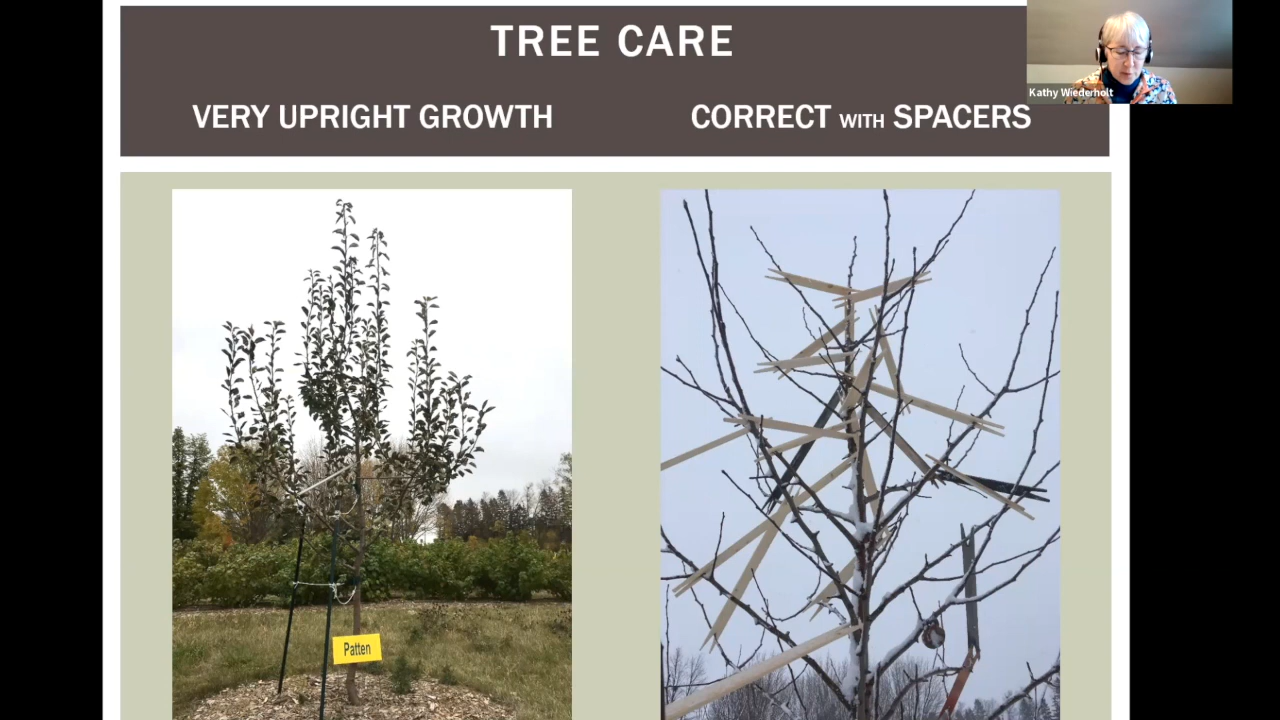 TREE CARE
VERY UPRIGHT GROWTH
CORRECT WITH SPACERS
Kathy Wiederholt
Patten